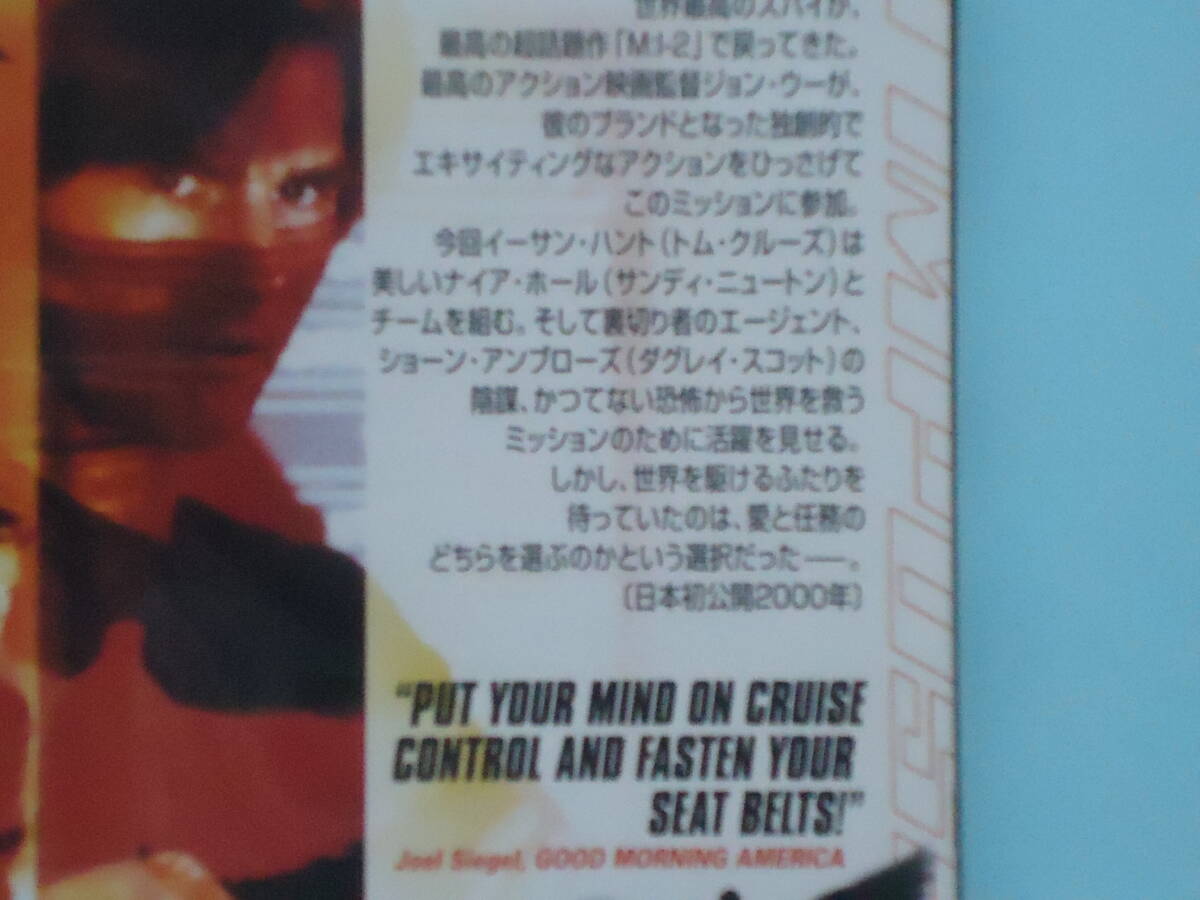 世界最高のスパイが、
最高の超話題作「M:I-2」で戻ってきた。
最高のアクション映画監督ジョン・ウーが、
彼のブランドとなった独創的で
エキサイティングなアクションをひっさげて
このミッションに参加。
今回イーサン・ハント(トム・クルーズ)は
美しいナイア・ホール(サンディ・ニュートン)と
チームを組む。そして裏切り者のエージェント、
ショーン・アンブローズ(ダグレイ・スコット)の
陰謀、かつてない恐怖から世界を救う
ミッションのために活躍を見せる。
しかし、世界を駆けるふたりを
待っていたのは、愛と任務の
どちらを選ぶのかという選択だった――。
(日本初公開2000年)
"PUT YOUR MIND ON CRUISE
CONTROL AND FASTEN YOUR
SEAT BELTS!"
Joel Siegel, GOOD MORNING AMERICA